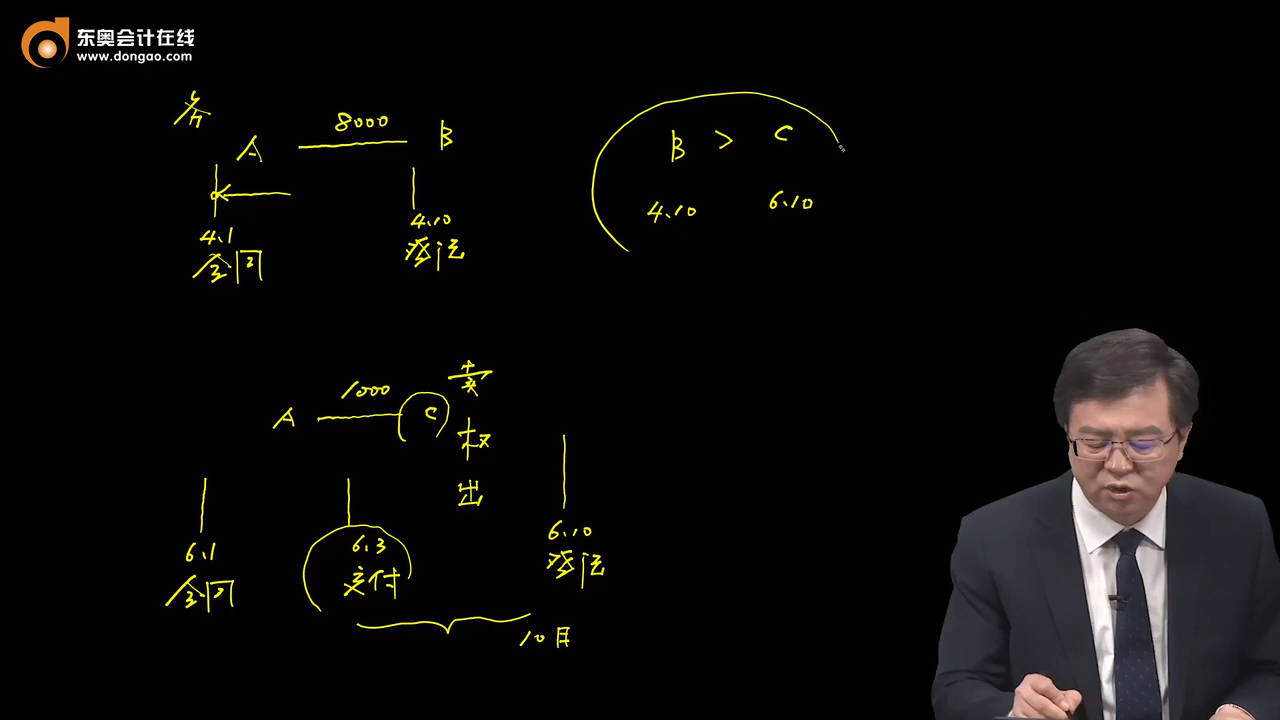 东奥会计在线
www.dongao.com
8000
A
B
B > C
4.10
6.10
4.1
合同
4.10
登记
1000
A
C
卖
权
出
6.1
合同
6.3
交付
6.10
登记
10日